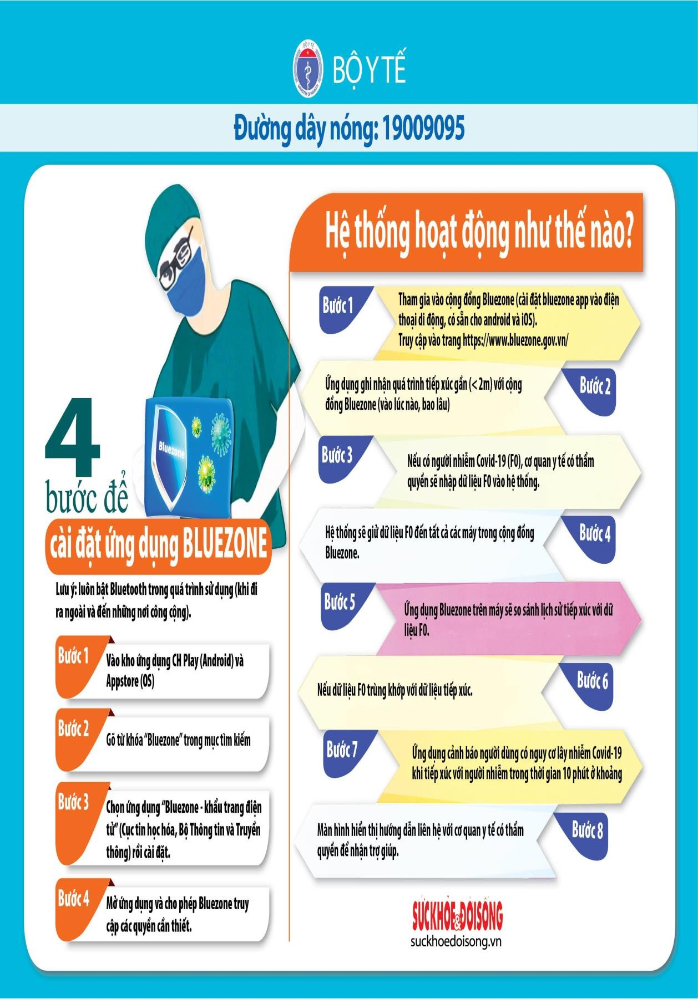 BỘ Y TẾ
MINISTRY OF HEALTH
BỘ Y TẾ
Đường dây nóng: 19009095
Bluezone
4
bước để
cài đặt ứng dụng BLUEZONE
Lưu ý: luôn bật Bluetooth trong quá trình sử dụng (khi đi
ra ngoài và đến những nơi công cộng).
Bước 1
Vào kho ứng dụng CH Play (Android) và
Appstore (OS)
Bước 2
Gõ từ khóa “Bluezone” trong mục tìm kiếm
Bước 3
Chọn ứng dụng “Bluezone - khẩu trang điện
tử” (Cục tin học hóa, Bộ Thông tin và Truyền
thông) rồi cài đặt.
Bước 4
Mở ứng dụng và cho phép Bluezone truy
cập các quyền cần thiết.
Hệ thống hoạt động như thế nào?
Bước 1
Tham gia vào cộng đồng Bluezone (cài đặt bluezone app vào điện
thoại di động, có sẵn cho android và iOS).
Truy cập vào trang https://www.bluezone.gov.vn/
Bước 2
Ứng dụng ghi nhận quá trình tiếp xúc gần (< 2m) với cộng
đồng Bluezone (vào lúc nào, bao lâu)
Bước 3
Nếu có người nhiễm Covid-19 (F0), cơ quan y tế có thẩm
quyền sẽ nhập dữ liệu F0 vào hệ thống.
Bước 4
Hệ thống sẽ giử dữ liệu F0 đến tất cả các máy trong cộng đồng
Bluezone.
Bước 5
Ứng dụng Bluezone trên máy sẽ so sánh lịch sử tiếp xúc với dữ
liệu F0.
Bước 6
Nếu dữ liệu F0 trùng khớp với dữ liệu tiếp xúc.
Bước 7
Ứng dụng cảnh báo người dùng có nguy cơ lây nhiễm Covid-19
khi tiếp xúc với người nhiễm trong thời gian 10 phút ở khoảng
Bước 8
Màn hình hiển thị hướng dẫn liên hệ với cơ quan y tế có thẩm
quyền để nhận trợ giúp.
SỨCKHỎE&ĐỜISỐNG
suckhoedoisong.vn